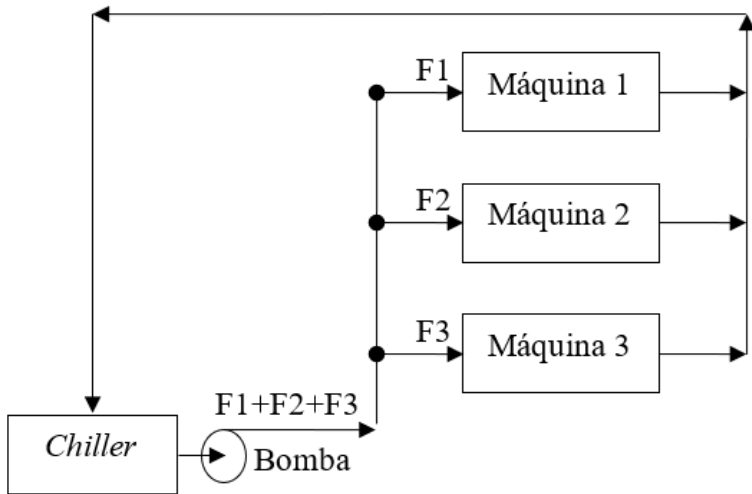 F1
Máquina 1
F2
Máquina 2
F3
Máquina 3
F1+F2+F3
Chiller
Bomba